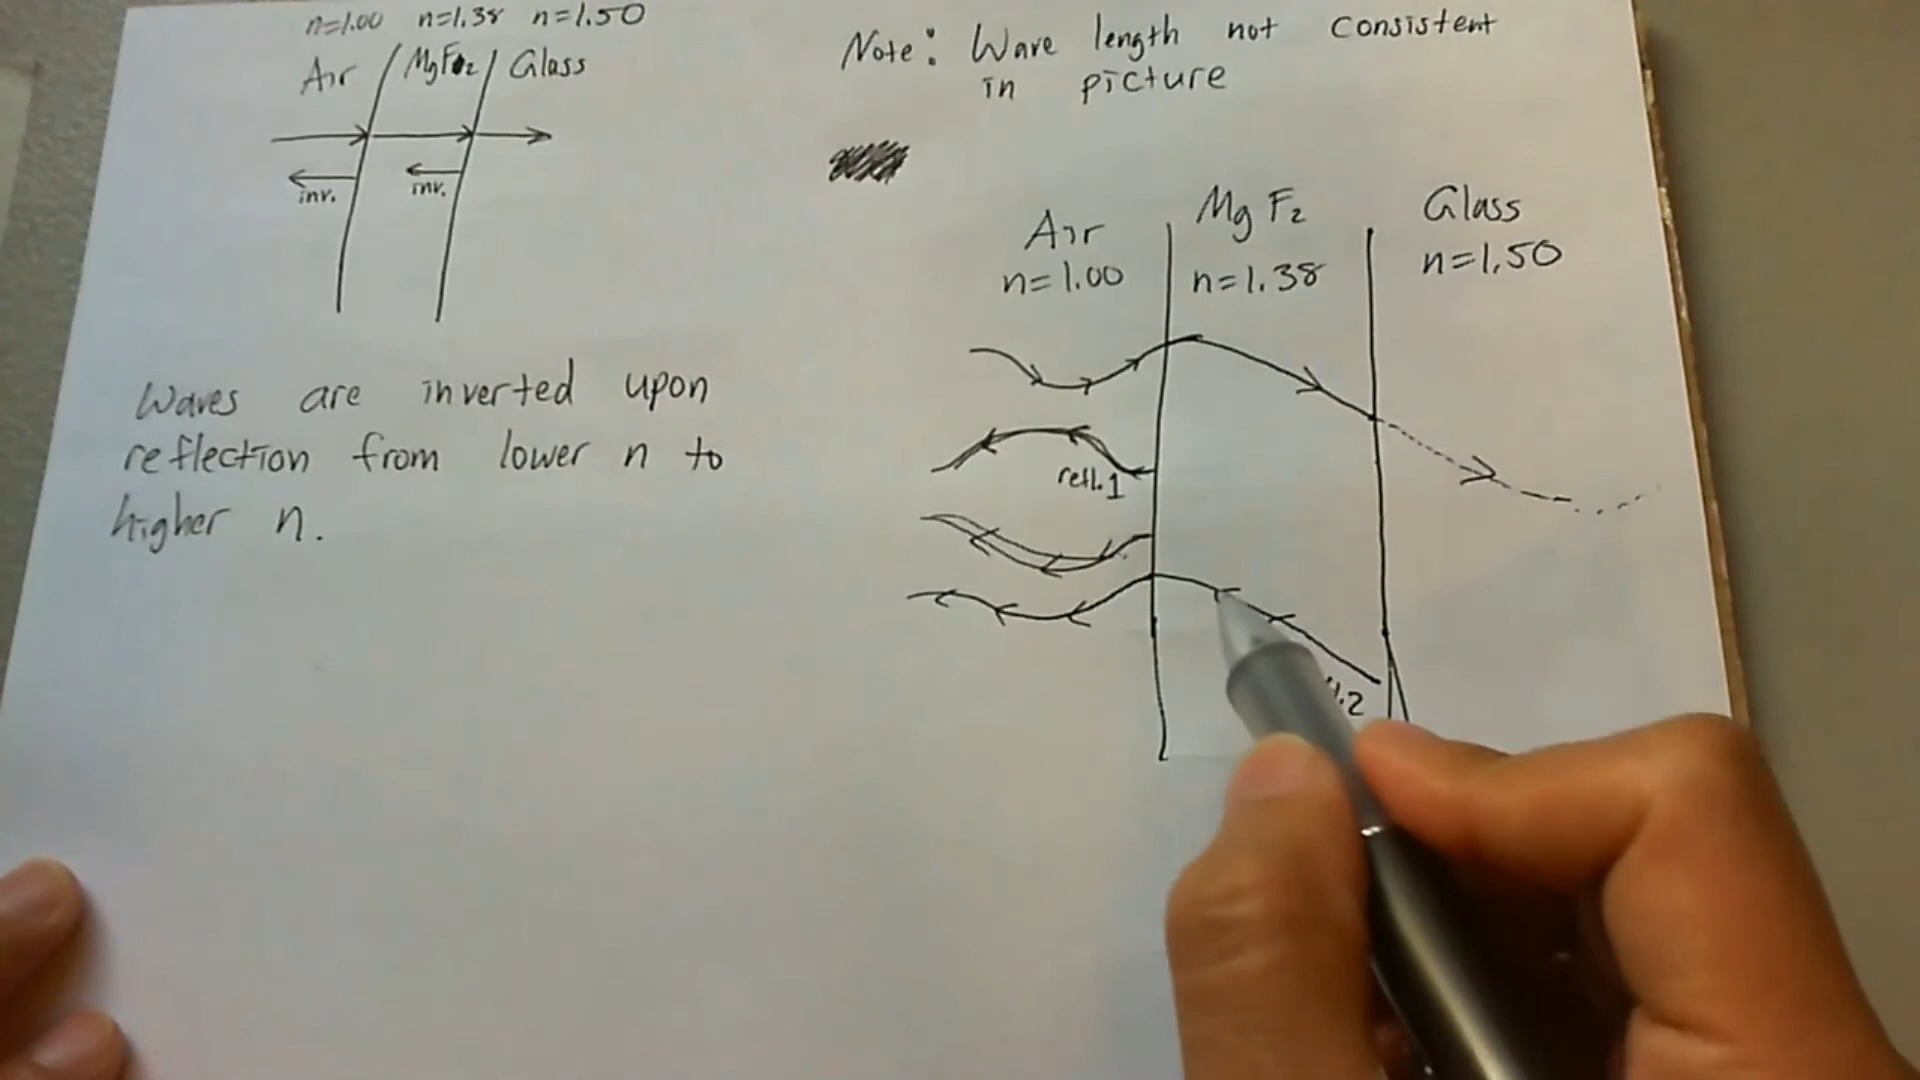 n=1.00 n=1.38 n=1.50
Air MgF2 Glass
inv. inv.
Waves are inverted upon
reflection from lower n to
higher n.
Note: Wave length not consistent
in picture
Air MgF2 Glass
n=1.00 n=1.38 n=1.50
refl.1